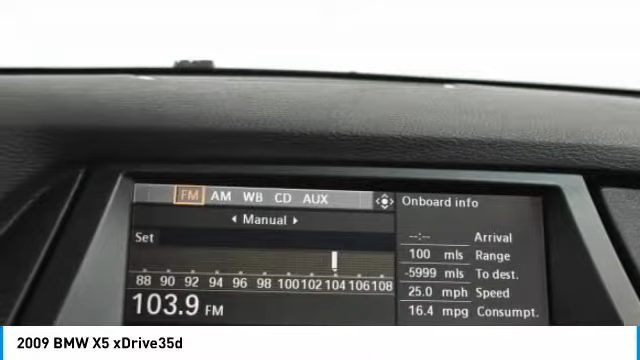 FM AM WB CD AUX
Manual
Set
88 90 92 94 96 98 100 102 104 106 108
103.9 FM
Onboard info
--:-- Arrival
100 mls Range
-5999 mls To dest.
25.0 mph Speed
16.4 mpg Consumpt.
2009 BMW X5 xDrive35d